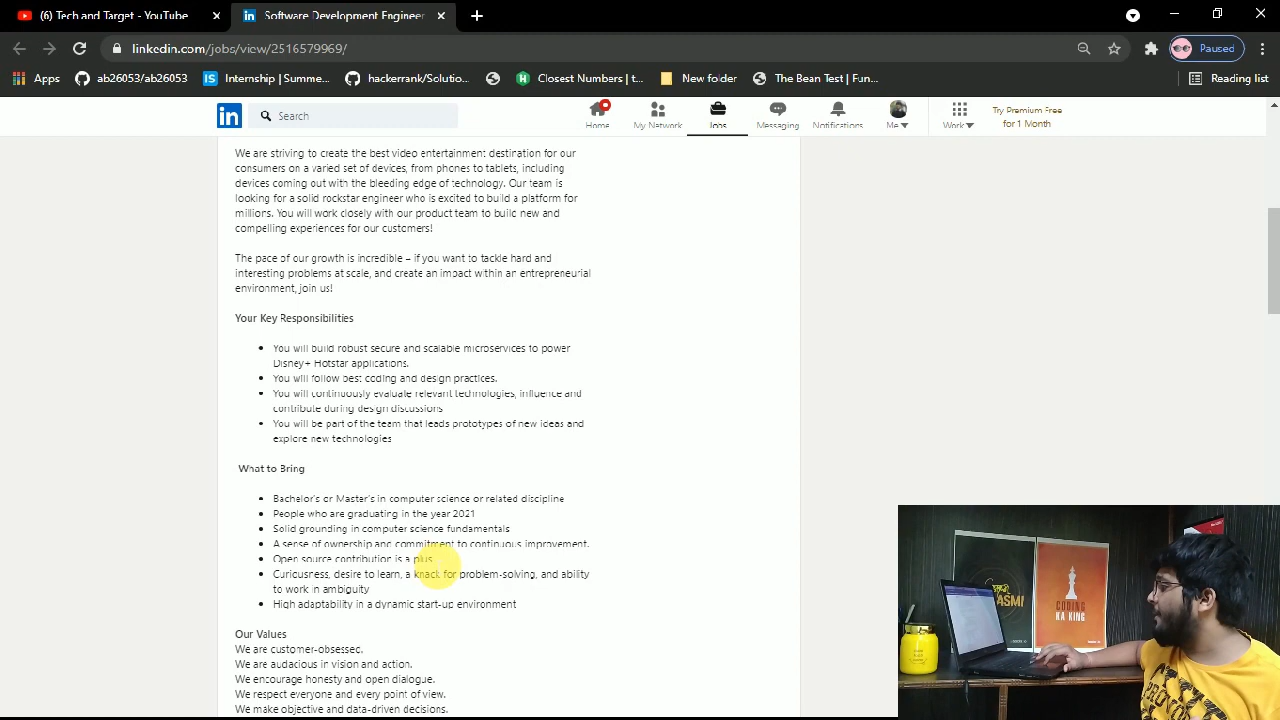 (6) Tech and Target - YouTube
Software Development Engineer
linkedin.com/jobs/view/2516579969/
Paused
Apps
ab26053/ab26053
Internship | Summe...
hackerrank/Solutio...
Closest Numbers | t...
New folder
The Bean Test | Fun...
Reading list
Search
Home
My Network
Jobs
Messaging
Notifications
Me
Work
Try Premium Free
for 1 Month
We are striving to create the best video entertainment destination for our
consumers on a varied set of devices, from phones to tablets, including
devices coming out with the bleeding edge of technology. Our team is
looking for a solid rockstar engineer who is excited to build a platform for
millions. You will work closely with our product team to build new and
compelling experiences for our customers!
The pace of our growth is incredible – if you want to tackle hard and
interesting problems at scale, and create an impact within an entrepreneurial
environment, join us!
Your Key Responsibilities
You will build robust secure and scalable microservices to power
Disney+ Hotstar applications.
You will follow best coding and design practices.
You will continuously evaluate relevant technologies, influence and
contribute during design discussions
You will be part of the team that leads prototypes of new ideas and
explore new technologies
What to Bring
Bachelor's or Master's in computer science or related discipline
People who are graduating in the year 2021
Solid grounding in computer science fundamentals
A sense of ownership and commitment to continuous improvement.
Open source contribution is a plus
Curiousness, desire to learn, a knack for problem-solving, and ability
to work in ambiguity
High adaptability in a dynamic start-up environment
Our Values
We are customer-obsessed.
We are audacious in vision and action.
We encourage honesty and open dialogue.
We respect everyone and every point of view.
We make objective and data-driven decisions.
CODING
KA KING